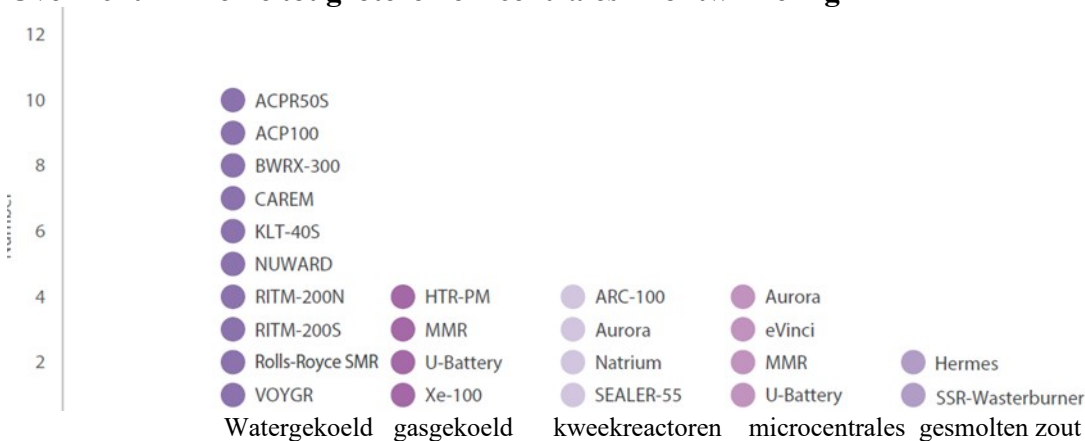 12
10 ACPR50S
ACP100
8 BWRX-300
CAREM
6 KLT-40S
NUWARD
4 RITM-200N HTR-PM ARC-100 Aurora
RITM-200S MMR Aurora eVinci
2 Rolls-Royce SMR U-Battery Natrium MMR Hermes
VOYGR Xe-100 SEALER-55 U-Battery SSR-Wasterburner
Watergekoeld gasgekoeld kweekreactoren microcentrales gesmolten zout